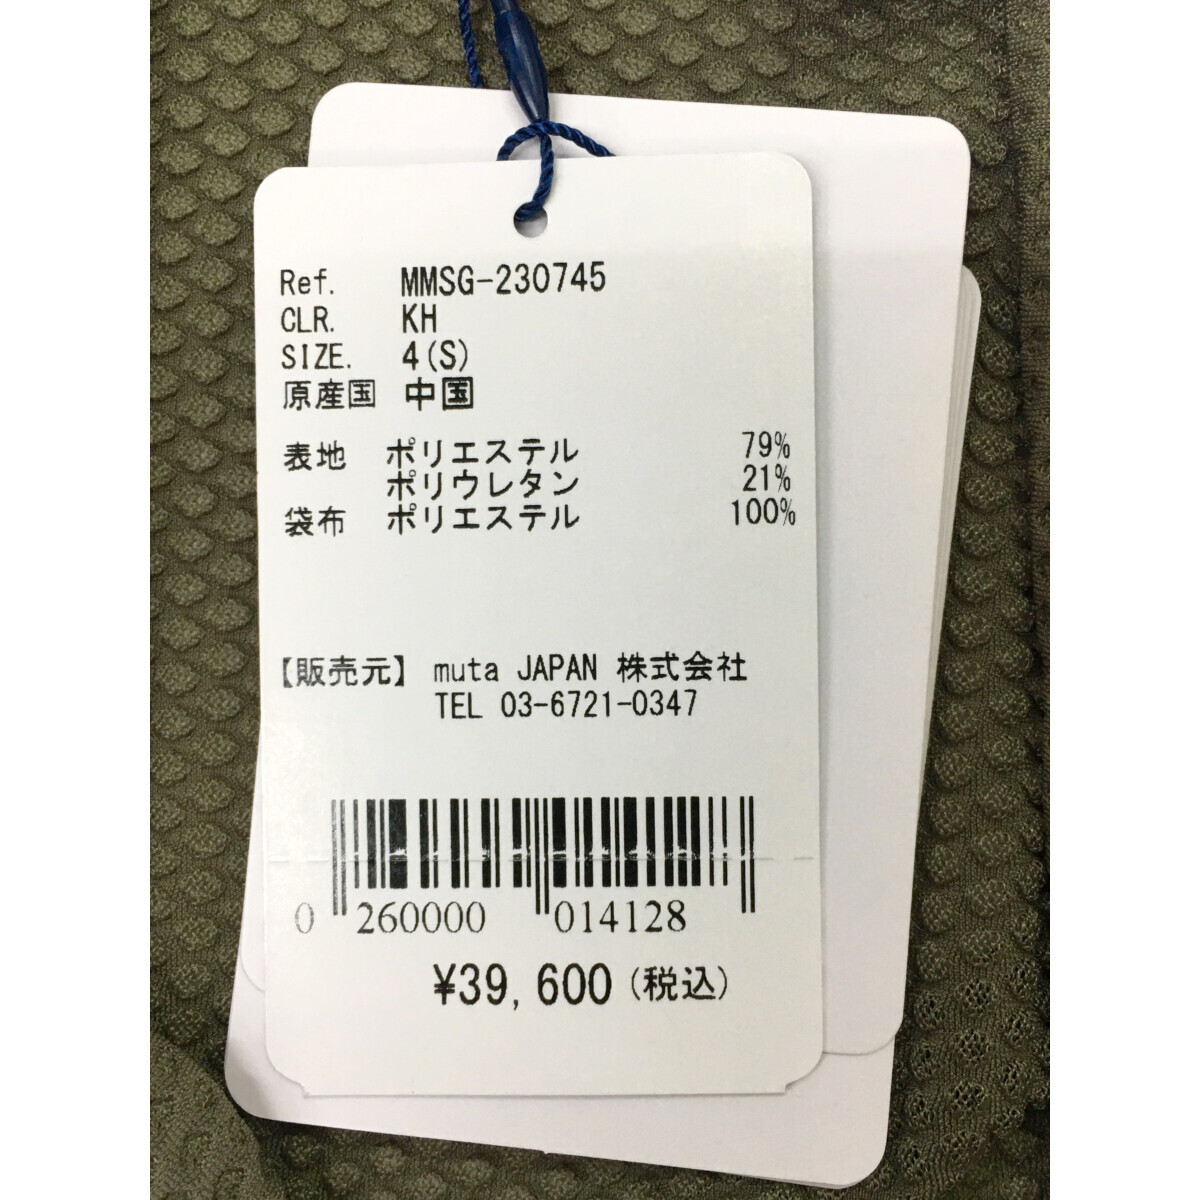 Ref. MMSG-230745
CLR. KH
SIZE. 4(S)
原産国 中国
表地 ポリエステル 79%
ポリウレタン 21%
袋布 ポリエステル 100%
【販売元】 muta JAPAN 株式会社
TEL 03-6721-0347
0 260000 014128
¥39,600(税込)